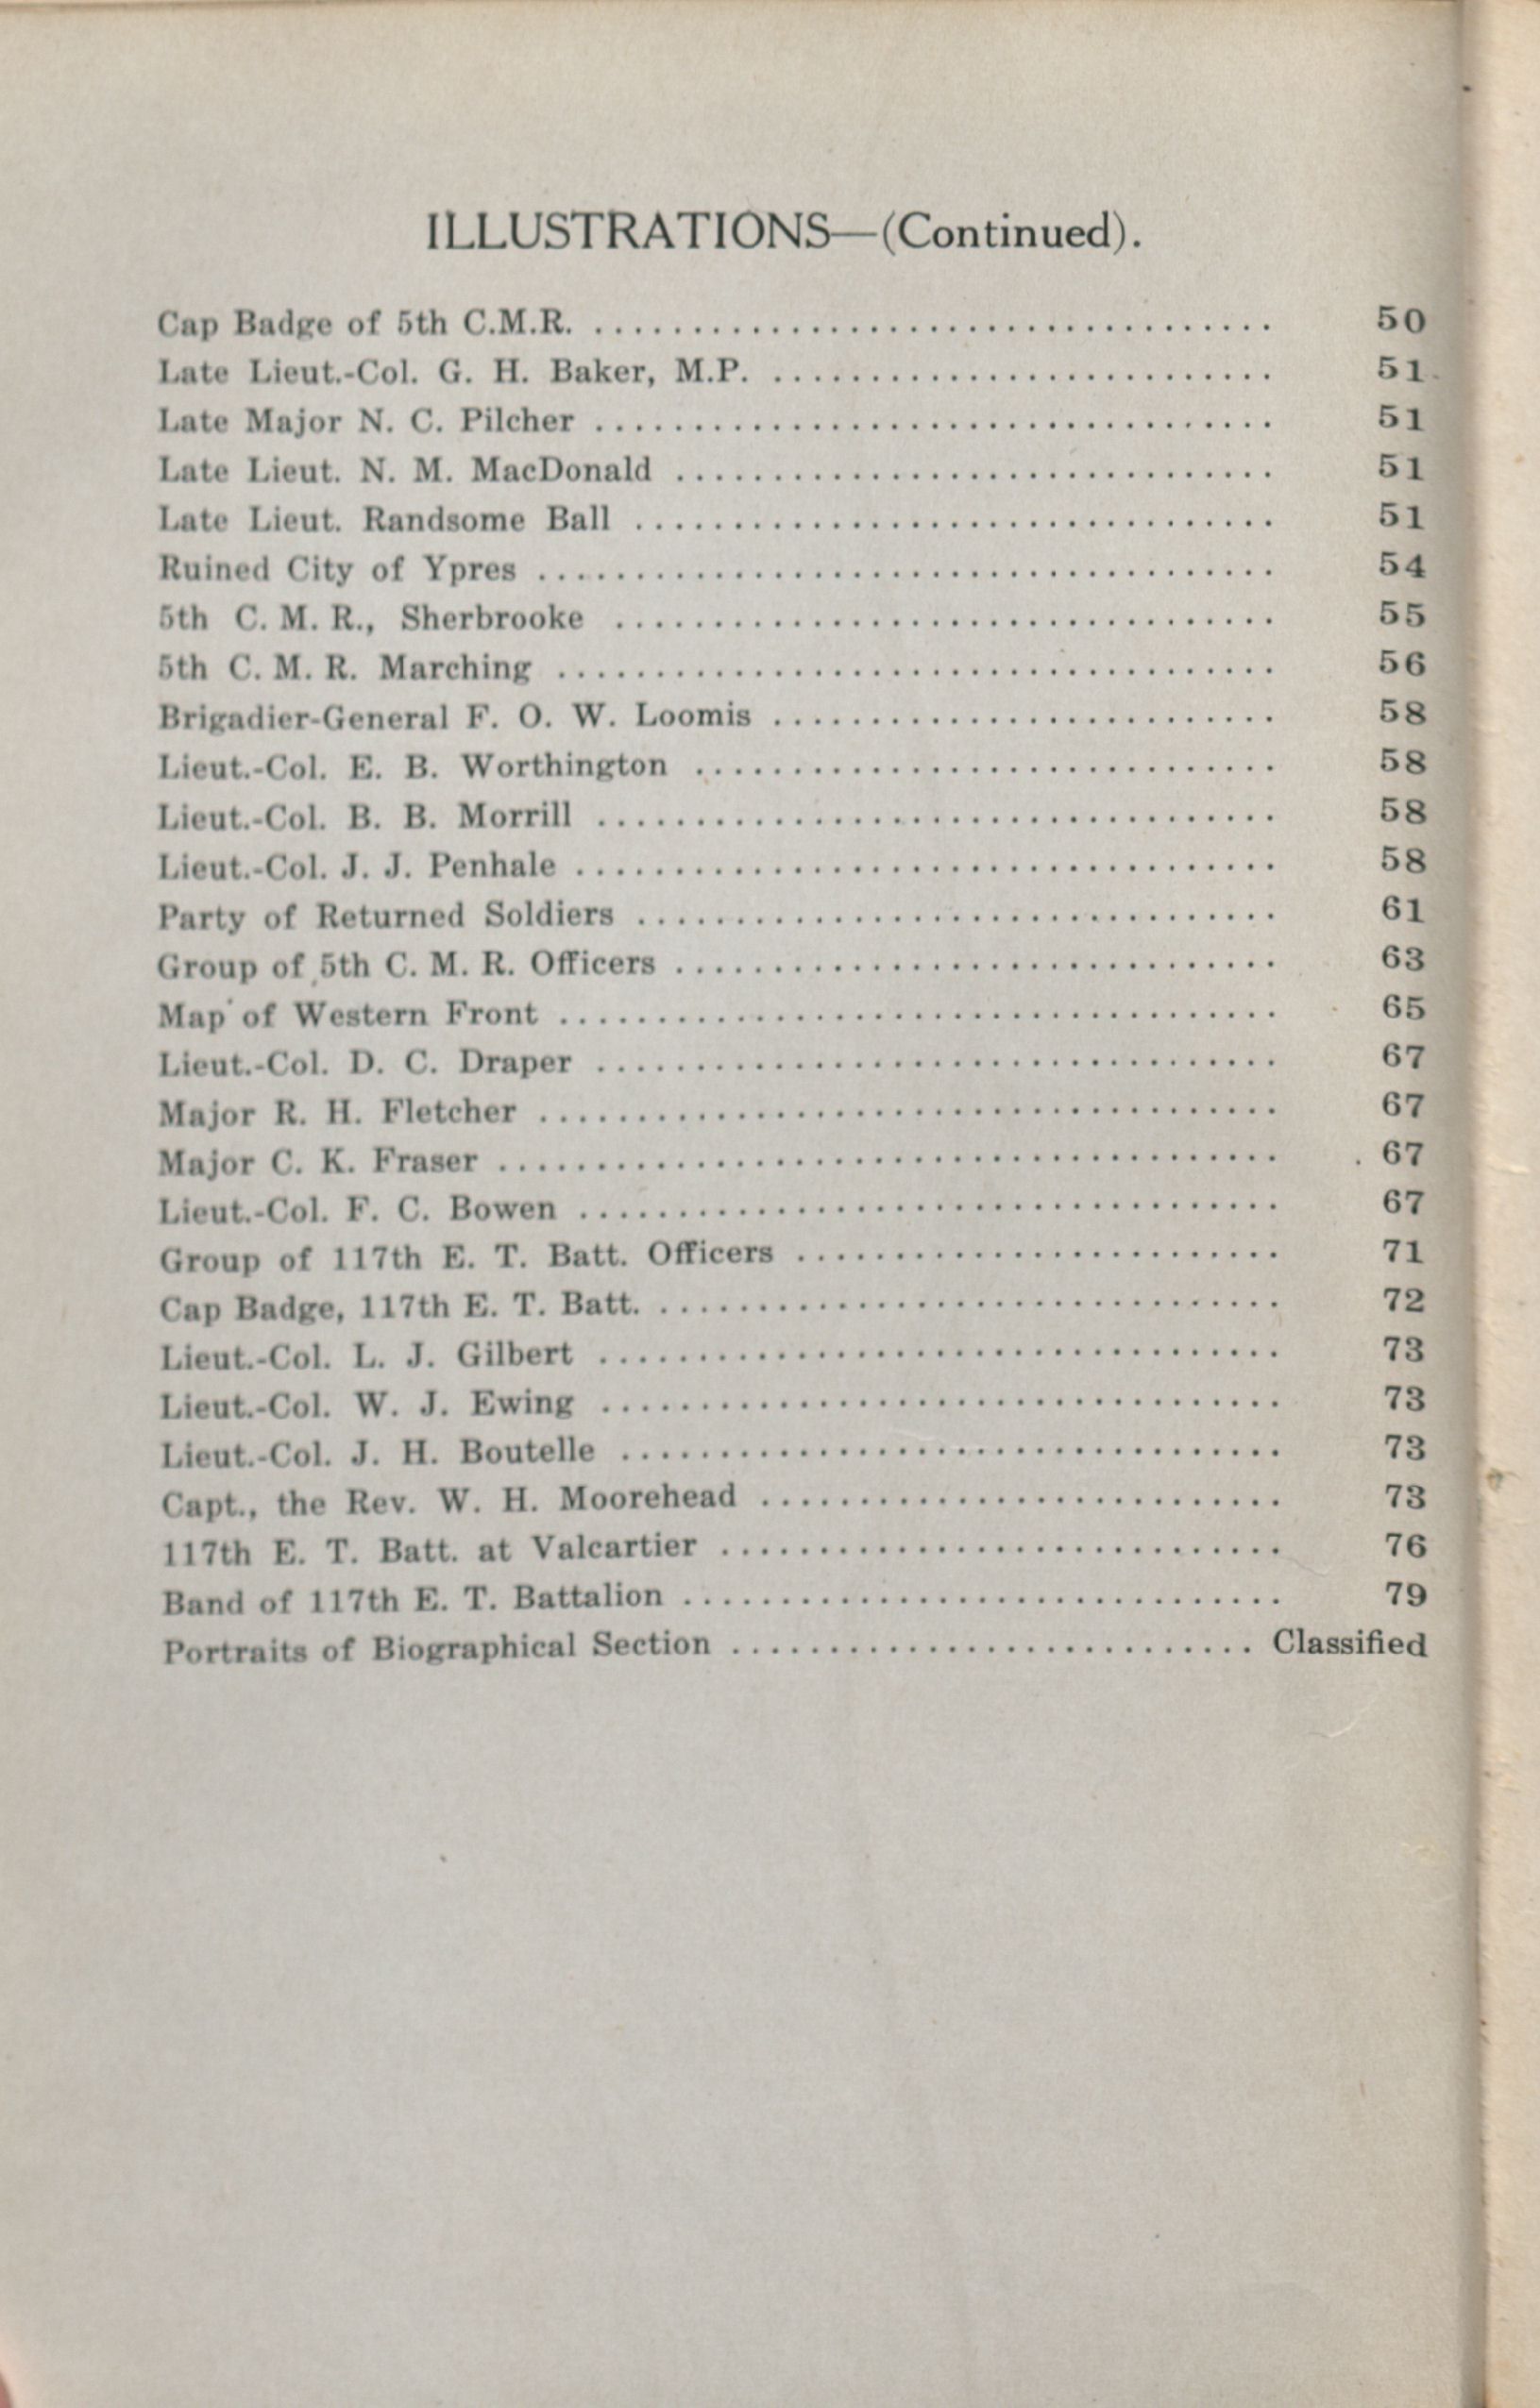 ILLUSTRATIONS—(Continued).
Cap Badge of 5th C.M.R. .................................. 50
Late Lieut.-Col. G. H. Baker, M.P. .......................... 51
Late Major N. C. Pilcher .................................. 51
Late Lieut. N. M. MacDonald .............................. 51
Late Lieut. Randsome Ball ................................ 51
Ruined City of Ypres ..................................... 54
5th C. M. R., Sherbrooke ................................. 55
5th C. M. R. Marching .................................... 56
Brigadier-General F. O. W. Loomis ......................... 58
Lieut.-Col. E. B. Worthington ............................. 58
Lieut.-Col. B. B. Morrill .................................. 58
Lieut.-Col. J. J. Penhale ................................... 58
Party of Returned Soldiers ................................ 61
Group of 5th C. M. R. Officers .............................. 63
Map of Western Front .................................... 65
Lieut.-Col. D. C. Draper .................................. 67
Major R. H. Fletcher ..................................... 67
Major C. K. Fraser ....................................... 67
Lieut.-Col. F. C. Bowen ................................... 67
Group of 117th E. T. Batt. Officers ......................... 71
Cap Badge, 117th E. T. Batt. ................................ 72
Lieut.-Col. L. J. Gilbert .................................. 73
Lieut.-Col. W. J. Ewing .................................. 73
Lieut.-Col. J. H. Boutelle ................................. 73
Capt., the Rev. W. H. Moorehead ........................... 73
117th E. T. Batt. at Valcartier ............................. 76
Band of 117th E. T. Battalion .............................. 79
Portraits of Biographical Section ........................... Classified